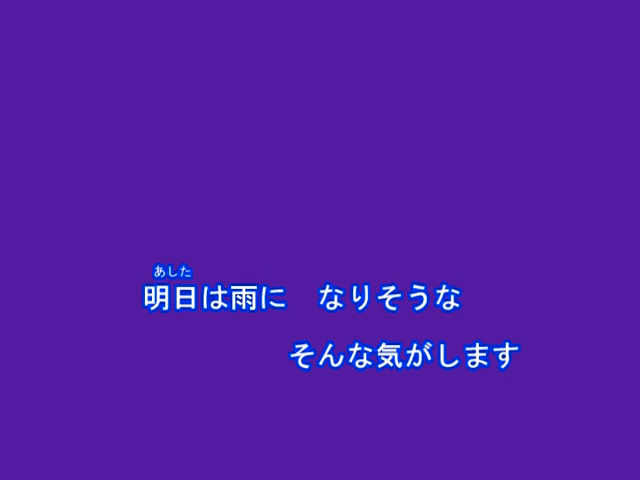 あした
明日は雨に　なりそうな
そんな気がします